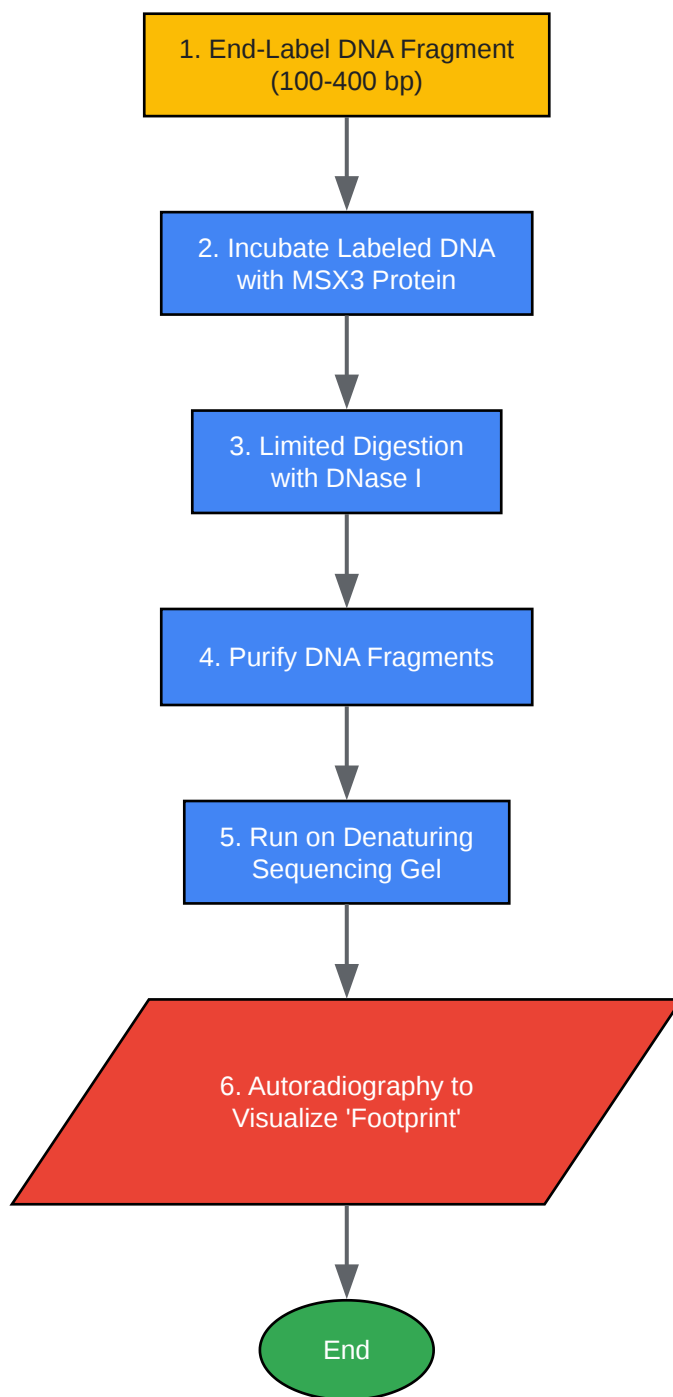 1. End-Label DNA Fragment
(100-400 bp)
2. Incubate Labeled DNA
with MSX3 Protein
3. Limited Digestion
with DNase I
4. Purify DNA Fragments
5. Run on Denaturing
Sequencing Gel
6. Autoradiography to
Visualize 'Footprint'
End